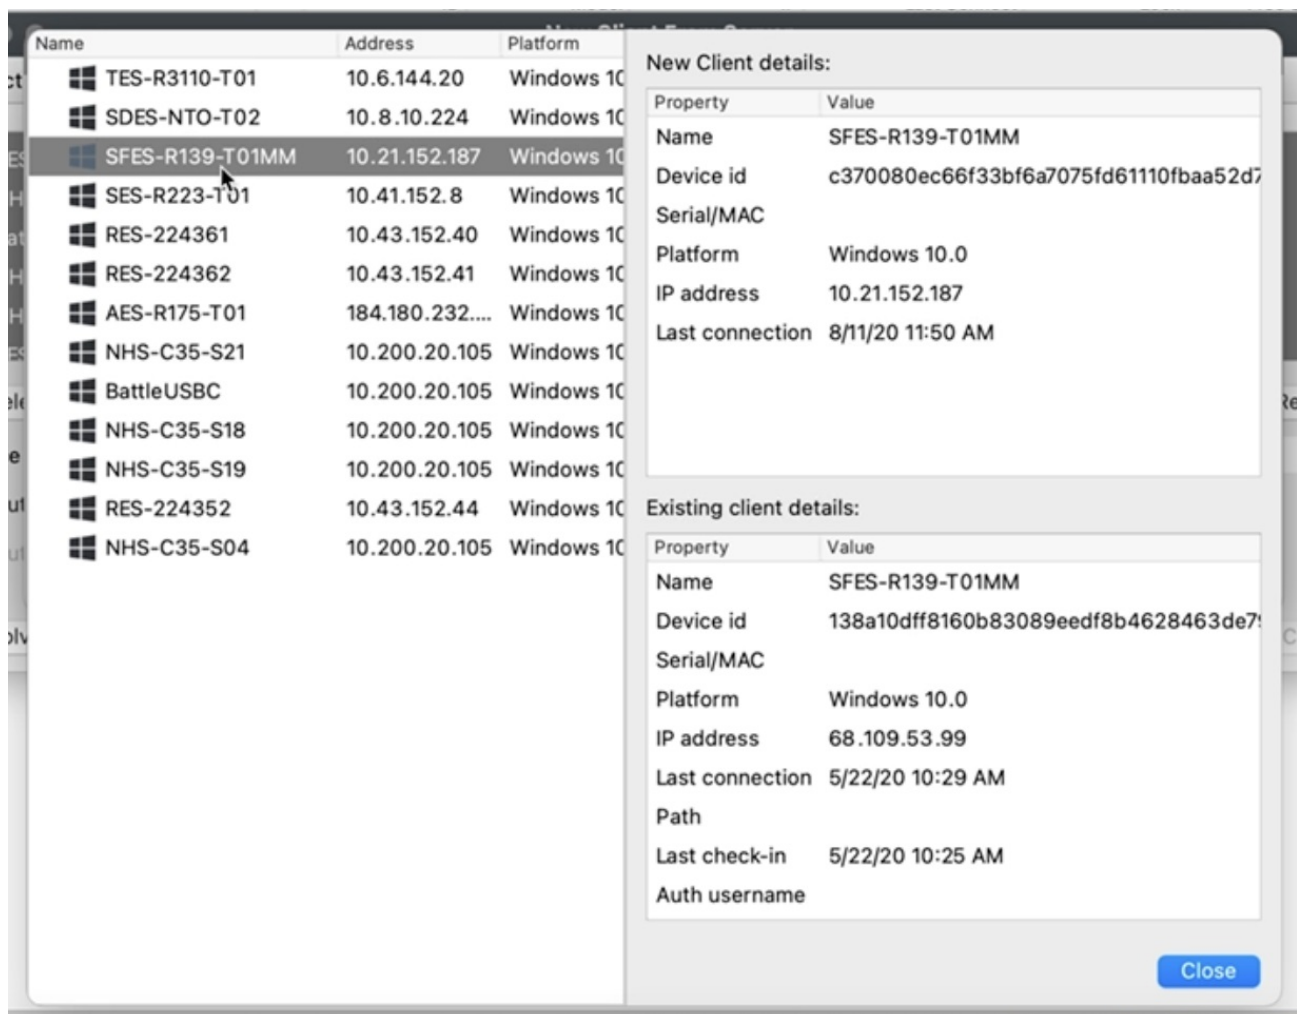 Name Address Platform
TES-R3110-T01 10.6.144.20 Windows 10
SDES-NTO-T02 10.8.10.224 Windows 10
SFES-R139-T01MM 10.21.152.187 Windows 10
SES-R223-T01 10.41.152.8 Windows 10
RES-224361 10.43.152.40 Windows 10
RES-224362 10.43.152.41 Windows 10
AES-R175-T01 184.180.232.... Windows 10
NHS-C35-S21 10.200.20.105 Windows 10
BattleUSBC 10.200.20.105 Windows 10
NHS-C35-S18 10.200.20.105 Windows 10
NHS-C35-S19 10.200.20.105 Windows 10
RES-224352 10.43.152.44 Windows 10
NHS-C35-S04 10.200.20.105 Windows 10
New Client details:
Property Value
Name SFES-R139-T01MM
Device id c370080ec66f33bf6a7075fd61110fbaa52d7
Serial/MAC
Platform Windows 10.0
IP address 10.21.152.187
Last connection 8/11/20 11:50 AM
Existing client details:
Property Value
Name SFES-R139-T01MM
Device id 138a10dff8160b83089eedf8b4628463de79
Serial/MAC
Platform Windows 10.0
IP address 68.109.53.99
Last connection 5/22/20 10:29 AM
Path
Last check-in 5/22/20 10:25 AM
Auth username
Close